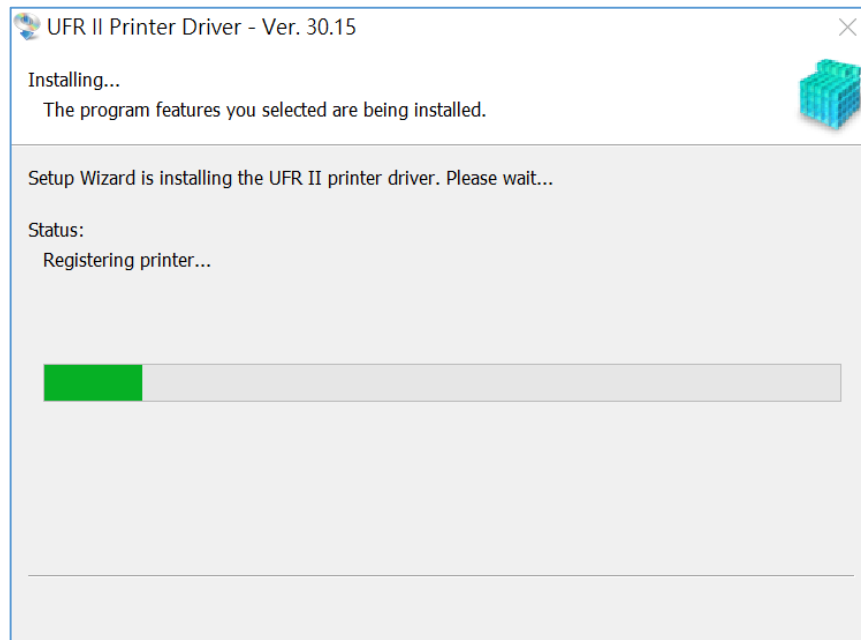 UFR II Printer Driver - Ver. 30.15
Installing...
The program features you selected are being installed.
Setup Wizard is installing the UFR II printer driver. Please wait...
Status:
Registering printer...